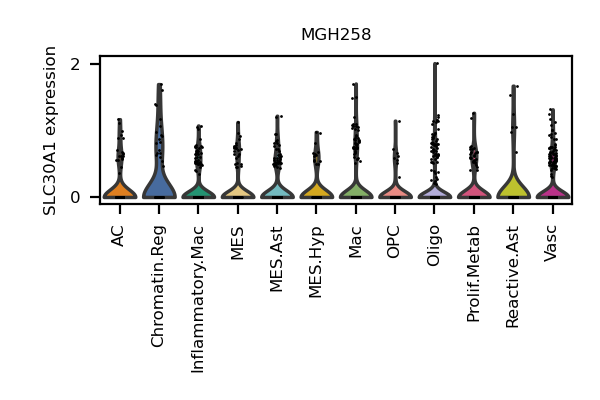 MGH258
SLC30A1 expression
2
0
AC
Chromatin.Reg
Inflammatory.Mac
MES
MES.Ast
MES.Hyp
Mac
OPC
Oligo
Prolif.Metab
Reactive.Ast
Vasc